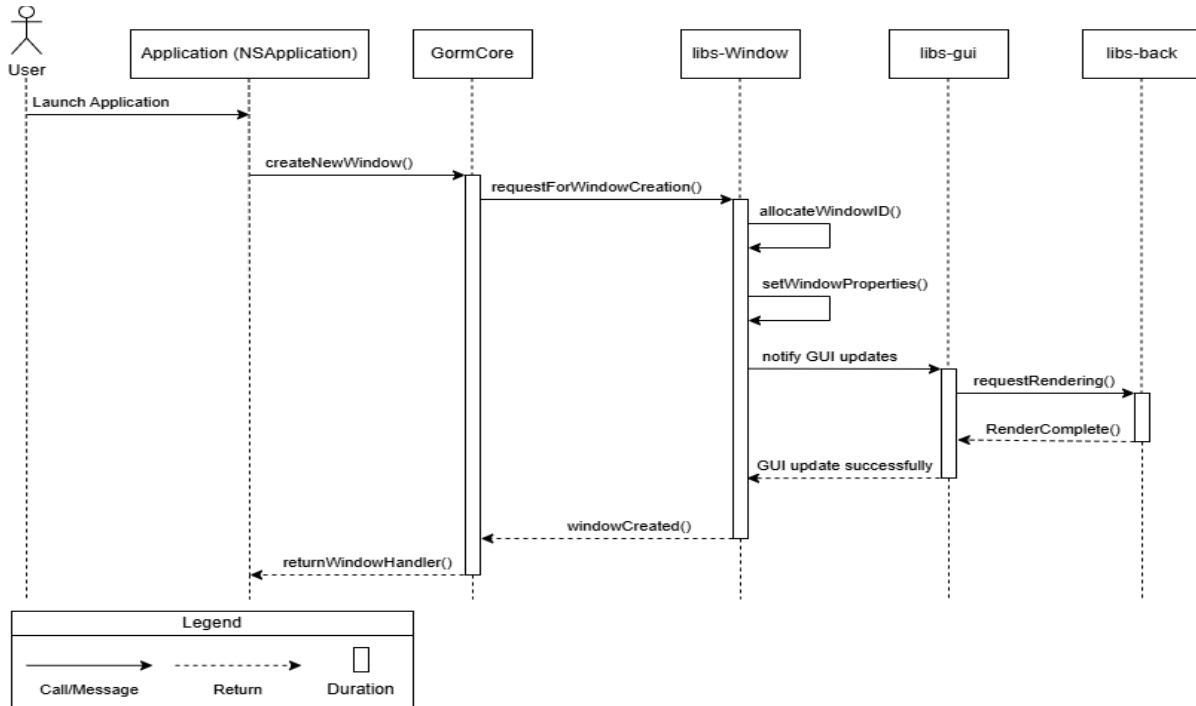 User
Application (NSApplication)
GormCore
libs-Window
libs-gui
libs-back
Launch Application
createNewWindow()
requestForWindowCreation()
allocateWindowID()
setWindowProperties()
notify GUI updates
requestRendering()
RenderComplete()
GUI update successfully
windowCreated()
returnWindowHandler()
Legend
Call/Message
Return
Duration